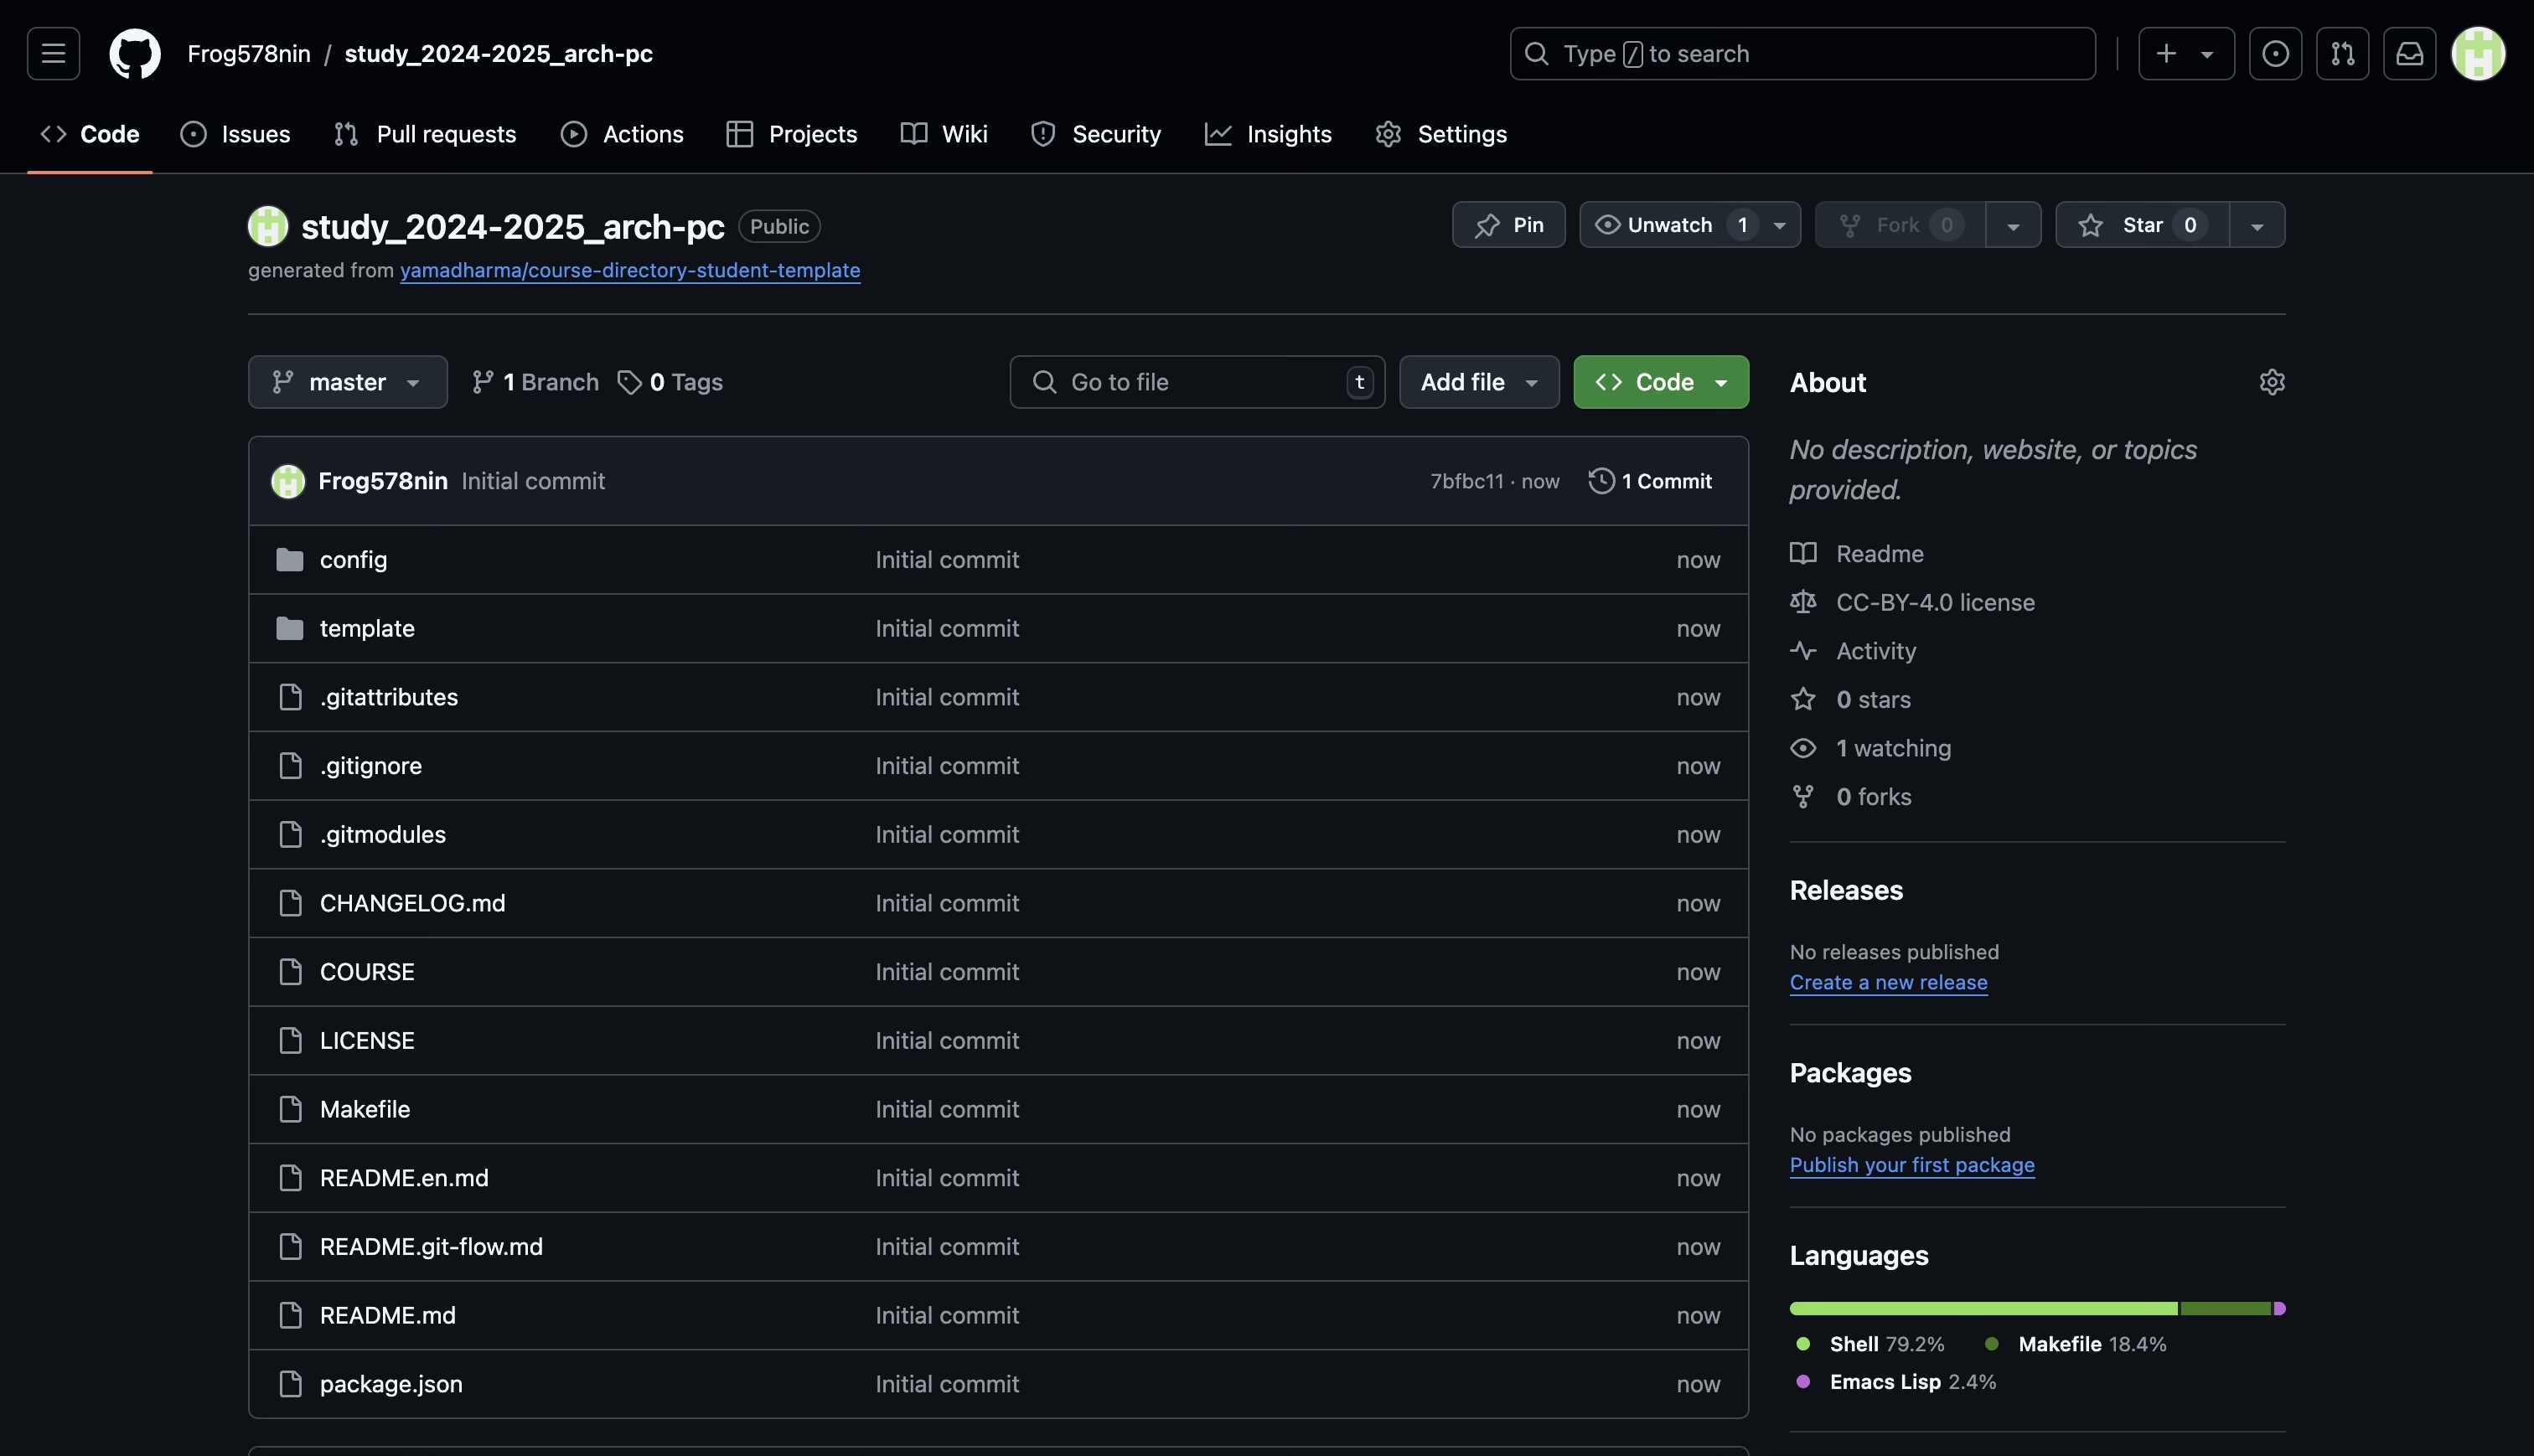 Frog578nin / study_2024-2025_arch-pc
Type / to search
Code Issues Pull requests Actions Projects Wiki Security Insights Settings
study_2024-2025_arch-pc Public
Pin Unwatch 1 Fork 0 Star 0
generated from yamadharma/course-directory-student-template
master 1 Branch 0 Tags Go to file t Add file Code
Frog578nin Initial commit 7bfbc11 · now 1 Commit
config Initial commit now
template Initial commit now
.gitattributes Initial commit now
.gitignore Initial commit now
.gitmodules Initial commit now
CHANGELOG.md Initial commit now
COURSE Initial commit now
LICENSE Initial commit now
Makefile Initial commit now
README.en.md Initial commit now
README.git-flow.md Initial commit now
README.md Initial commit now
package.json Initial commit now
About
No description, website, or topics
provided.
Readme
CC-BY-4.0 license
Activity
0 stars
1 watching
0 forks
Releases
No releases published
Create a new release
Packages
No packages published
Publish your first package
Languages
Shell 79.2% Makefile 18.4%
Emacs Lisp 2.4%